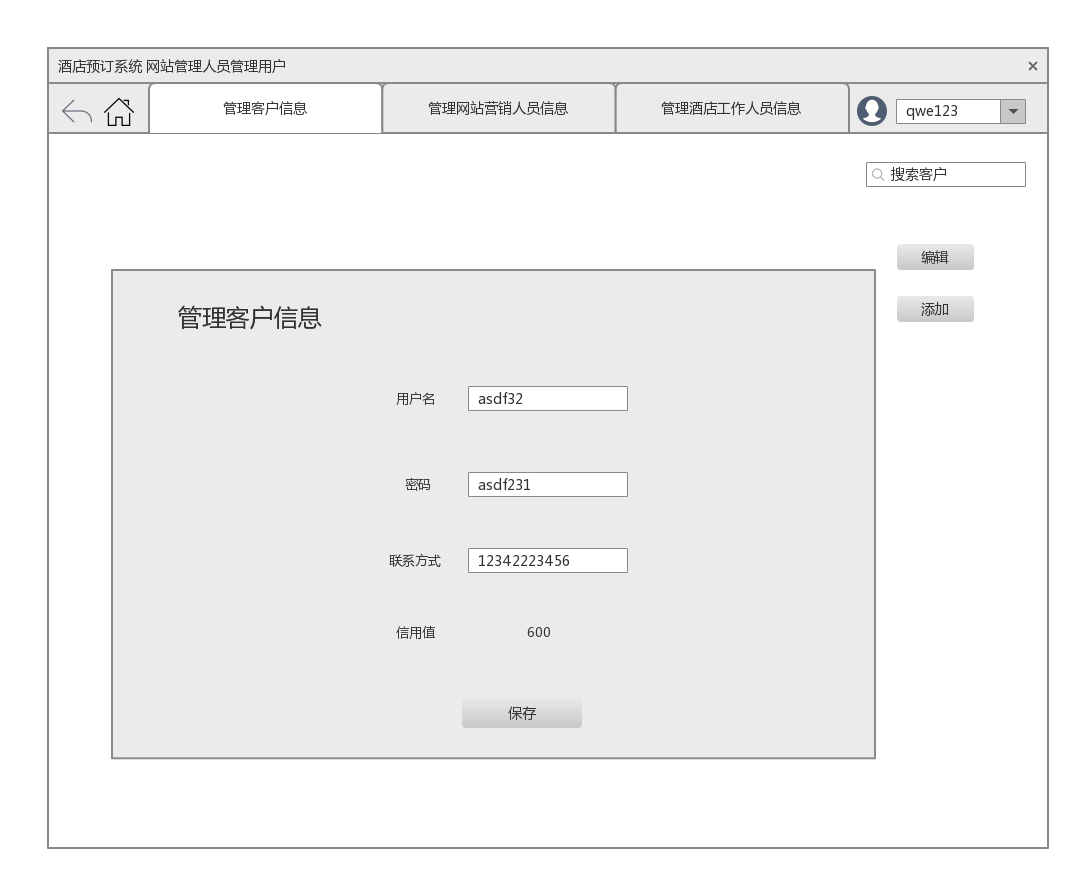 酒店预订系统 网站管理人员管理用户
×
管理客户信息
管理网站营销人员信息
管理酒店工作人员信息
qwe123
搜索客户
编辑
添加
管理客户信息
用户名 asdf32
密码 asdf231
联系方式 12342223456
信用值 600
保存